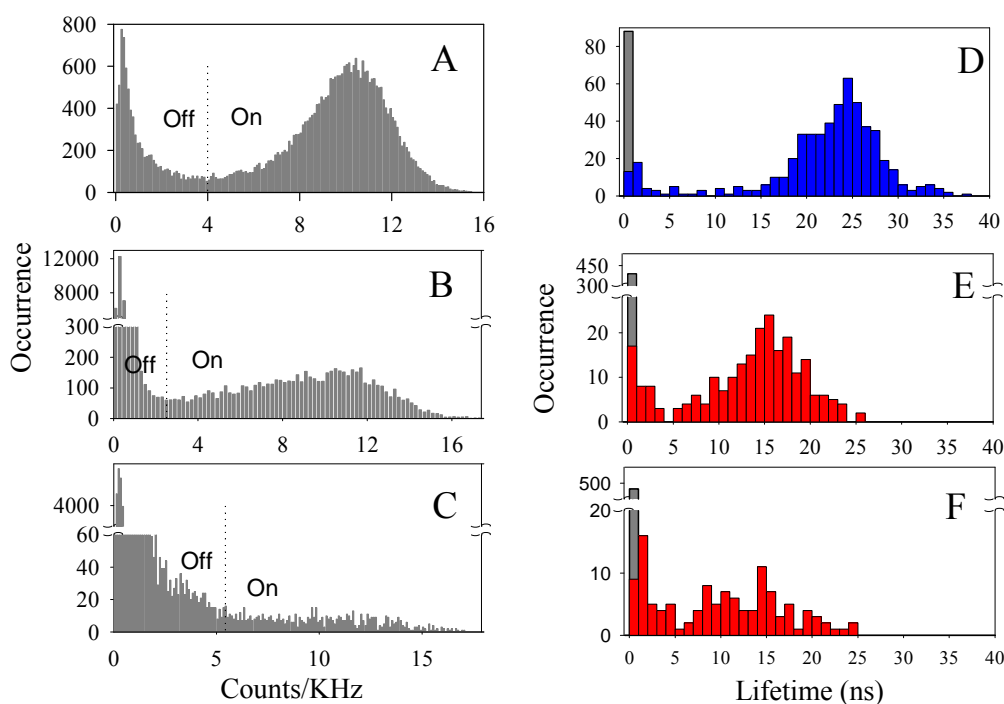 A
800
600
400
200
0
Off
On
0 4 8 12 16
B
12000
8000
300
200
100
0
Off
On
0 4 8 12 16
C
4000
60
40
20
0
Off
On
0 5 10 15
Occurrence
Counts/KHz
D
80
60
40
20
0
0 5 10 15 20 25 30 35 40
E
450
300
20
10
0
0 5 10 15 20 25 30 35 40
F
500
20
10
0
0 5 10 15 20 25 30 35 40
Occurrence
Lifetime (ns)